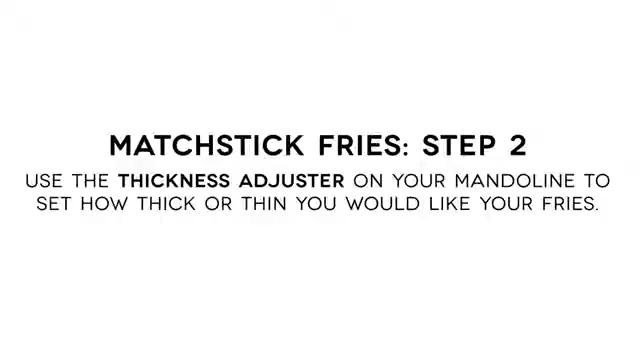 MATCHSTICK FRIES: STEP 2
USE THE THICKNESS ADJUSTER ON YOUR MANDOLINE TO
SET HOW THICK OR THIN YOU WOULD LIKE YOUR FRIES.